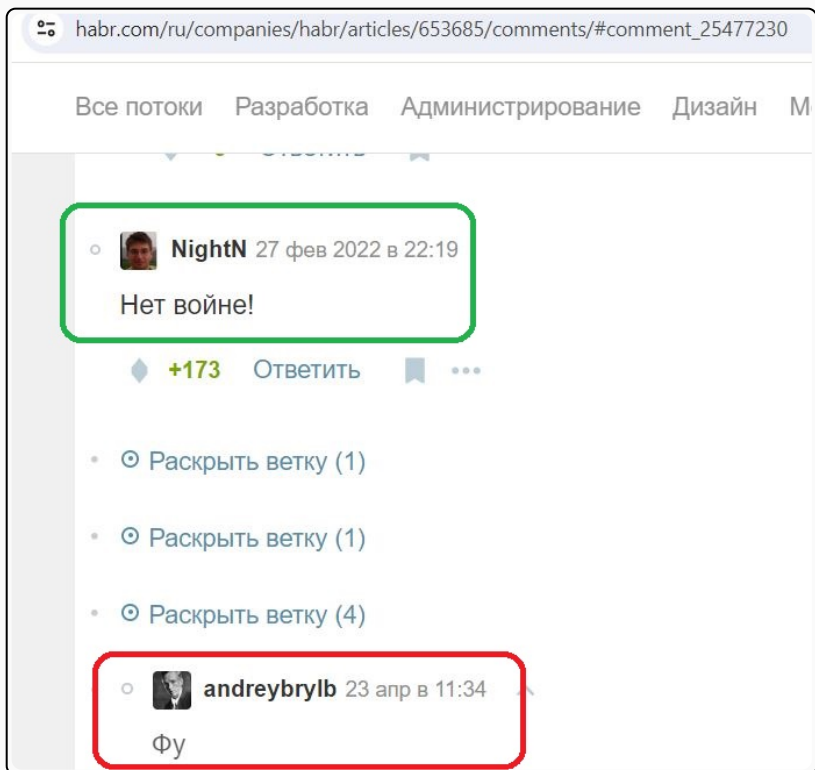 habr.com/ru/companies/habr/articles/653685/comments/#comment_25477230
Все потоки Разработка Администрирование Дизайн М
Ответить
NightN 27 фев 2022 в 22:19
Нет войне!
+173 Ответить
Раскрыть ветку (1)
Раскрыть ветку (1)
Раскрыть ветку (4)
andreybrylb 23 апр в 11:34
Фу